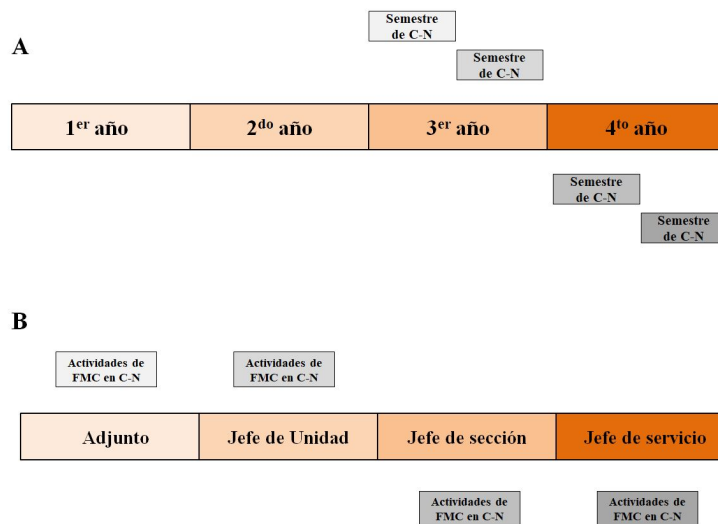 Semestre
de C-N
A
Semestre
de C-N
1er año
2do año
3er año
4to año
Semestre
de C-N
Semestre
de C-N
B
Actividades de
FMC en C-N
Actividades de
FMC en C-N
Adjunto
Jefe de Unidad
Jefe de sección
Jefe de servicio
Actividades de
FMC en C-N
Actividades de
FMC en C-N